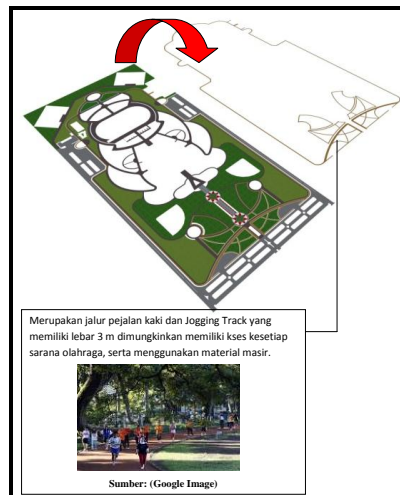 Merupakan jalur pejalan kaki dan Jogging Track yang
memiliki lebar 3 m dimungkinkan memiliki kses kesetiap
sarana olahraga, serta menggunakan material masir.
Sumber: (Google Image)